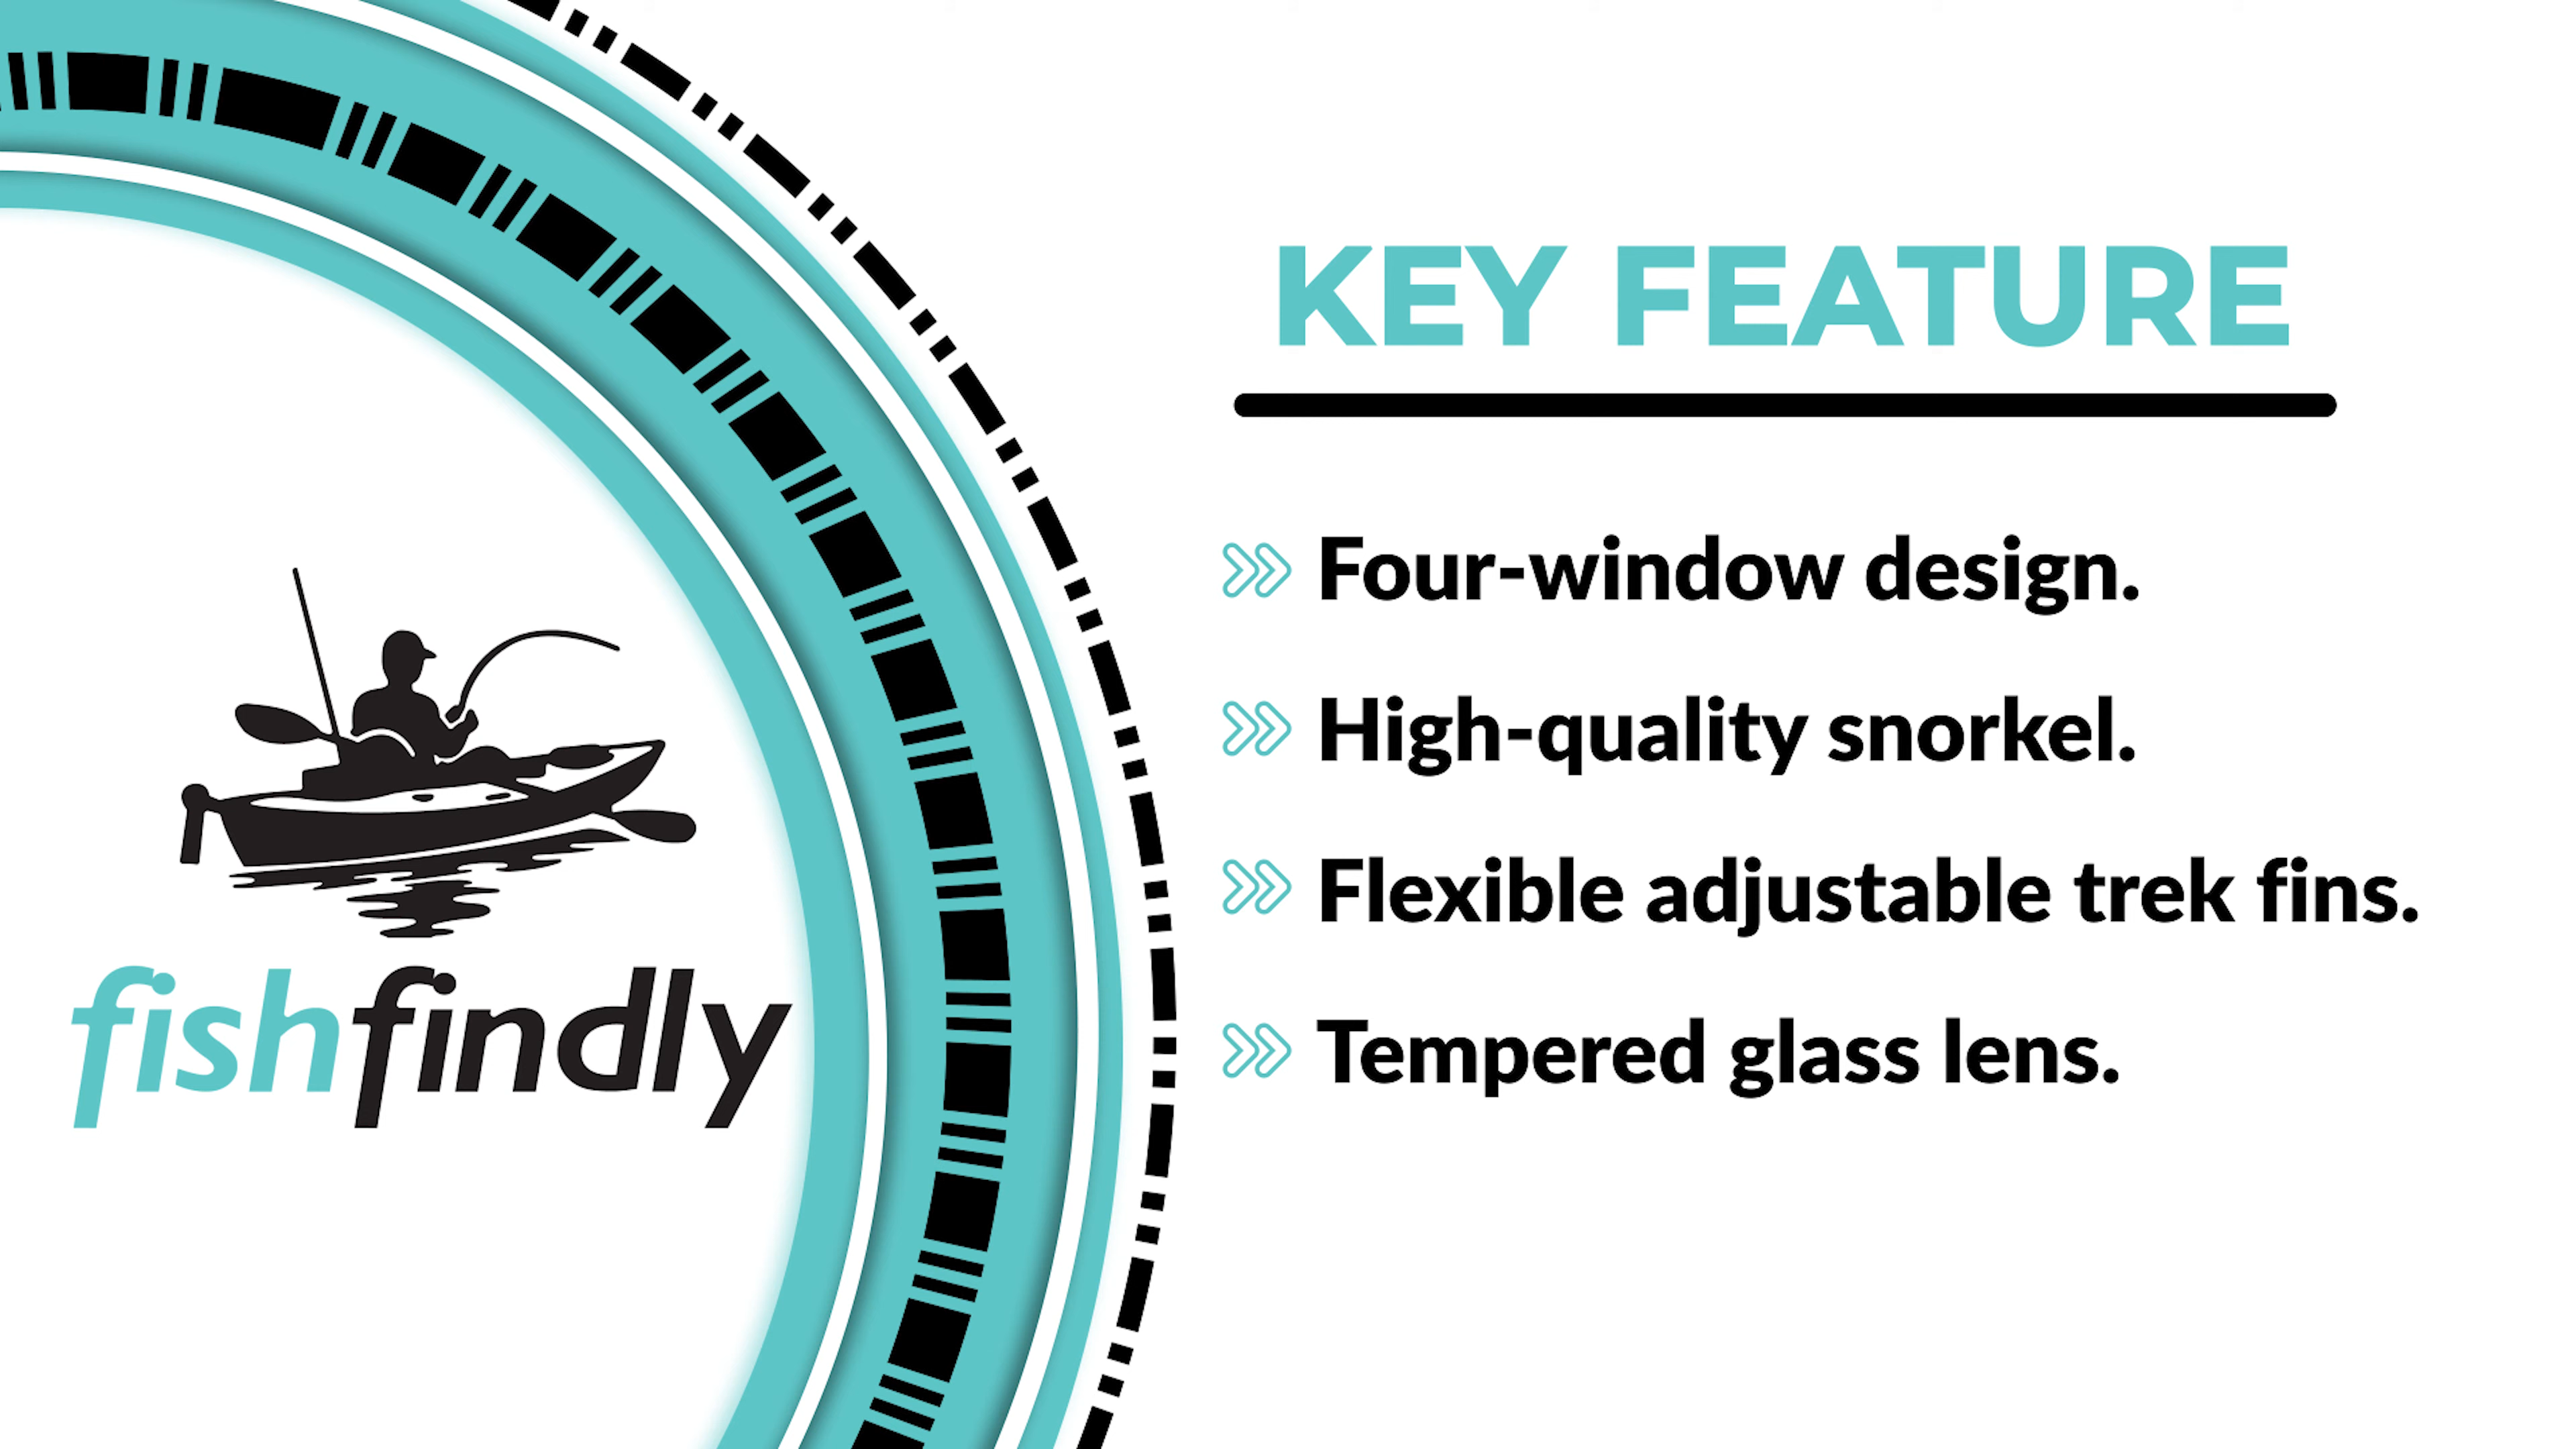 KEY FEATURE
Four-window design.
High-quality snorkel.
Flexible adjustable trek fins.
Tempered glass lens.
fishfindly